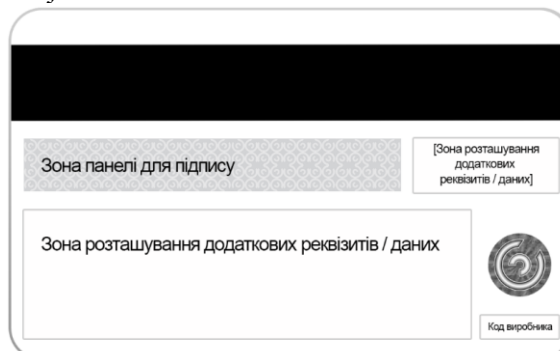 Зона панелі для підпису
[Зона розташування
додаткових
реквізитів / даних]
Зона розташування додаткових реквізитів / даних
Код виробника